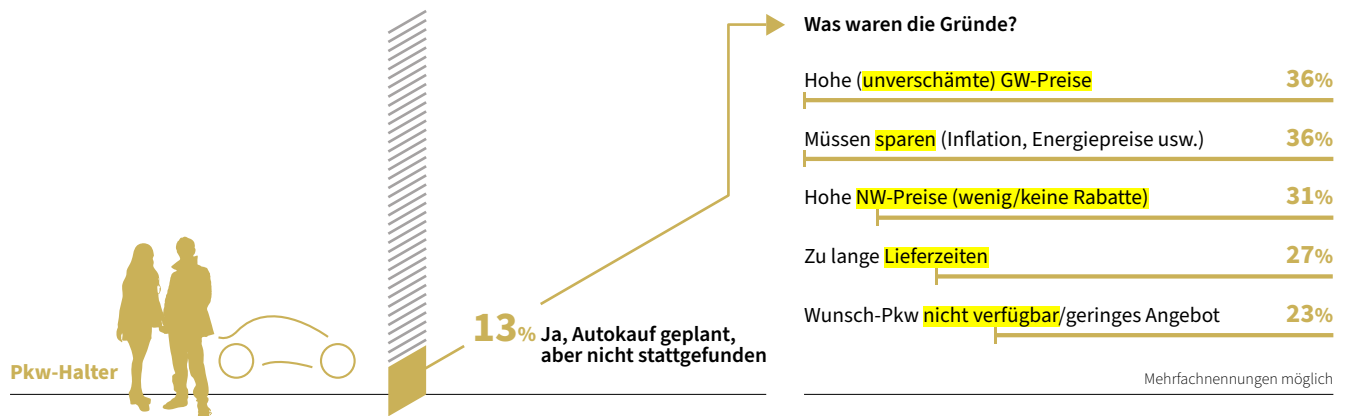 Was waren die Gründe?
Hohe (unverschämte) GW-Preise 36%
Müssen sparen (Inflation, Energiepreise usw.) 36%
Hohe NW-Preise (wenig/keine Rabatte) 31%
Zu lange Lieferzeiten 27%
Wunsch-Pkw nicht verfügbar/geringes Angebot 23%
Mehrfachnennungen möglich
13% Ja, Autokauf geplant,
aber nicht stattgefunden
Pkw-Halter